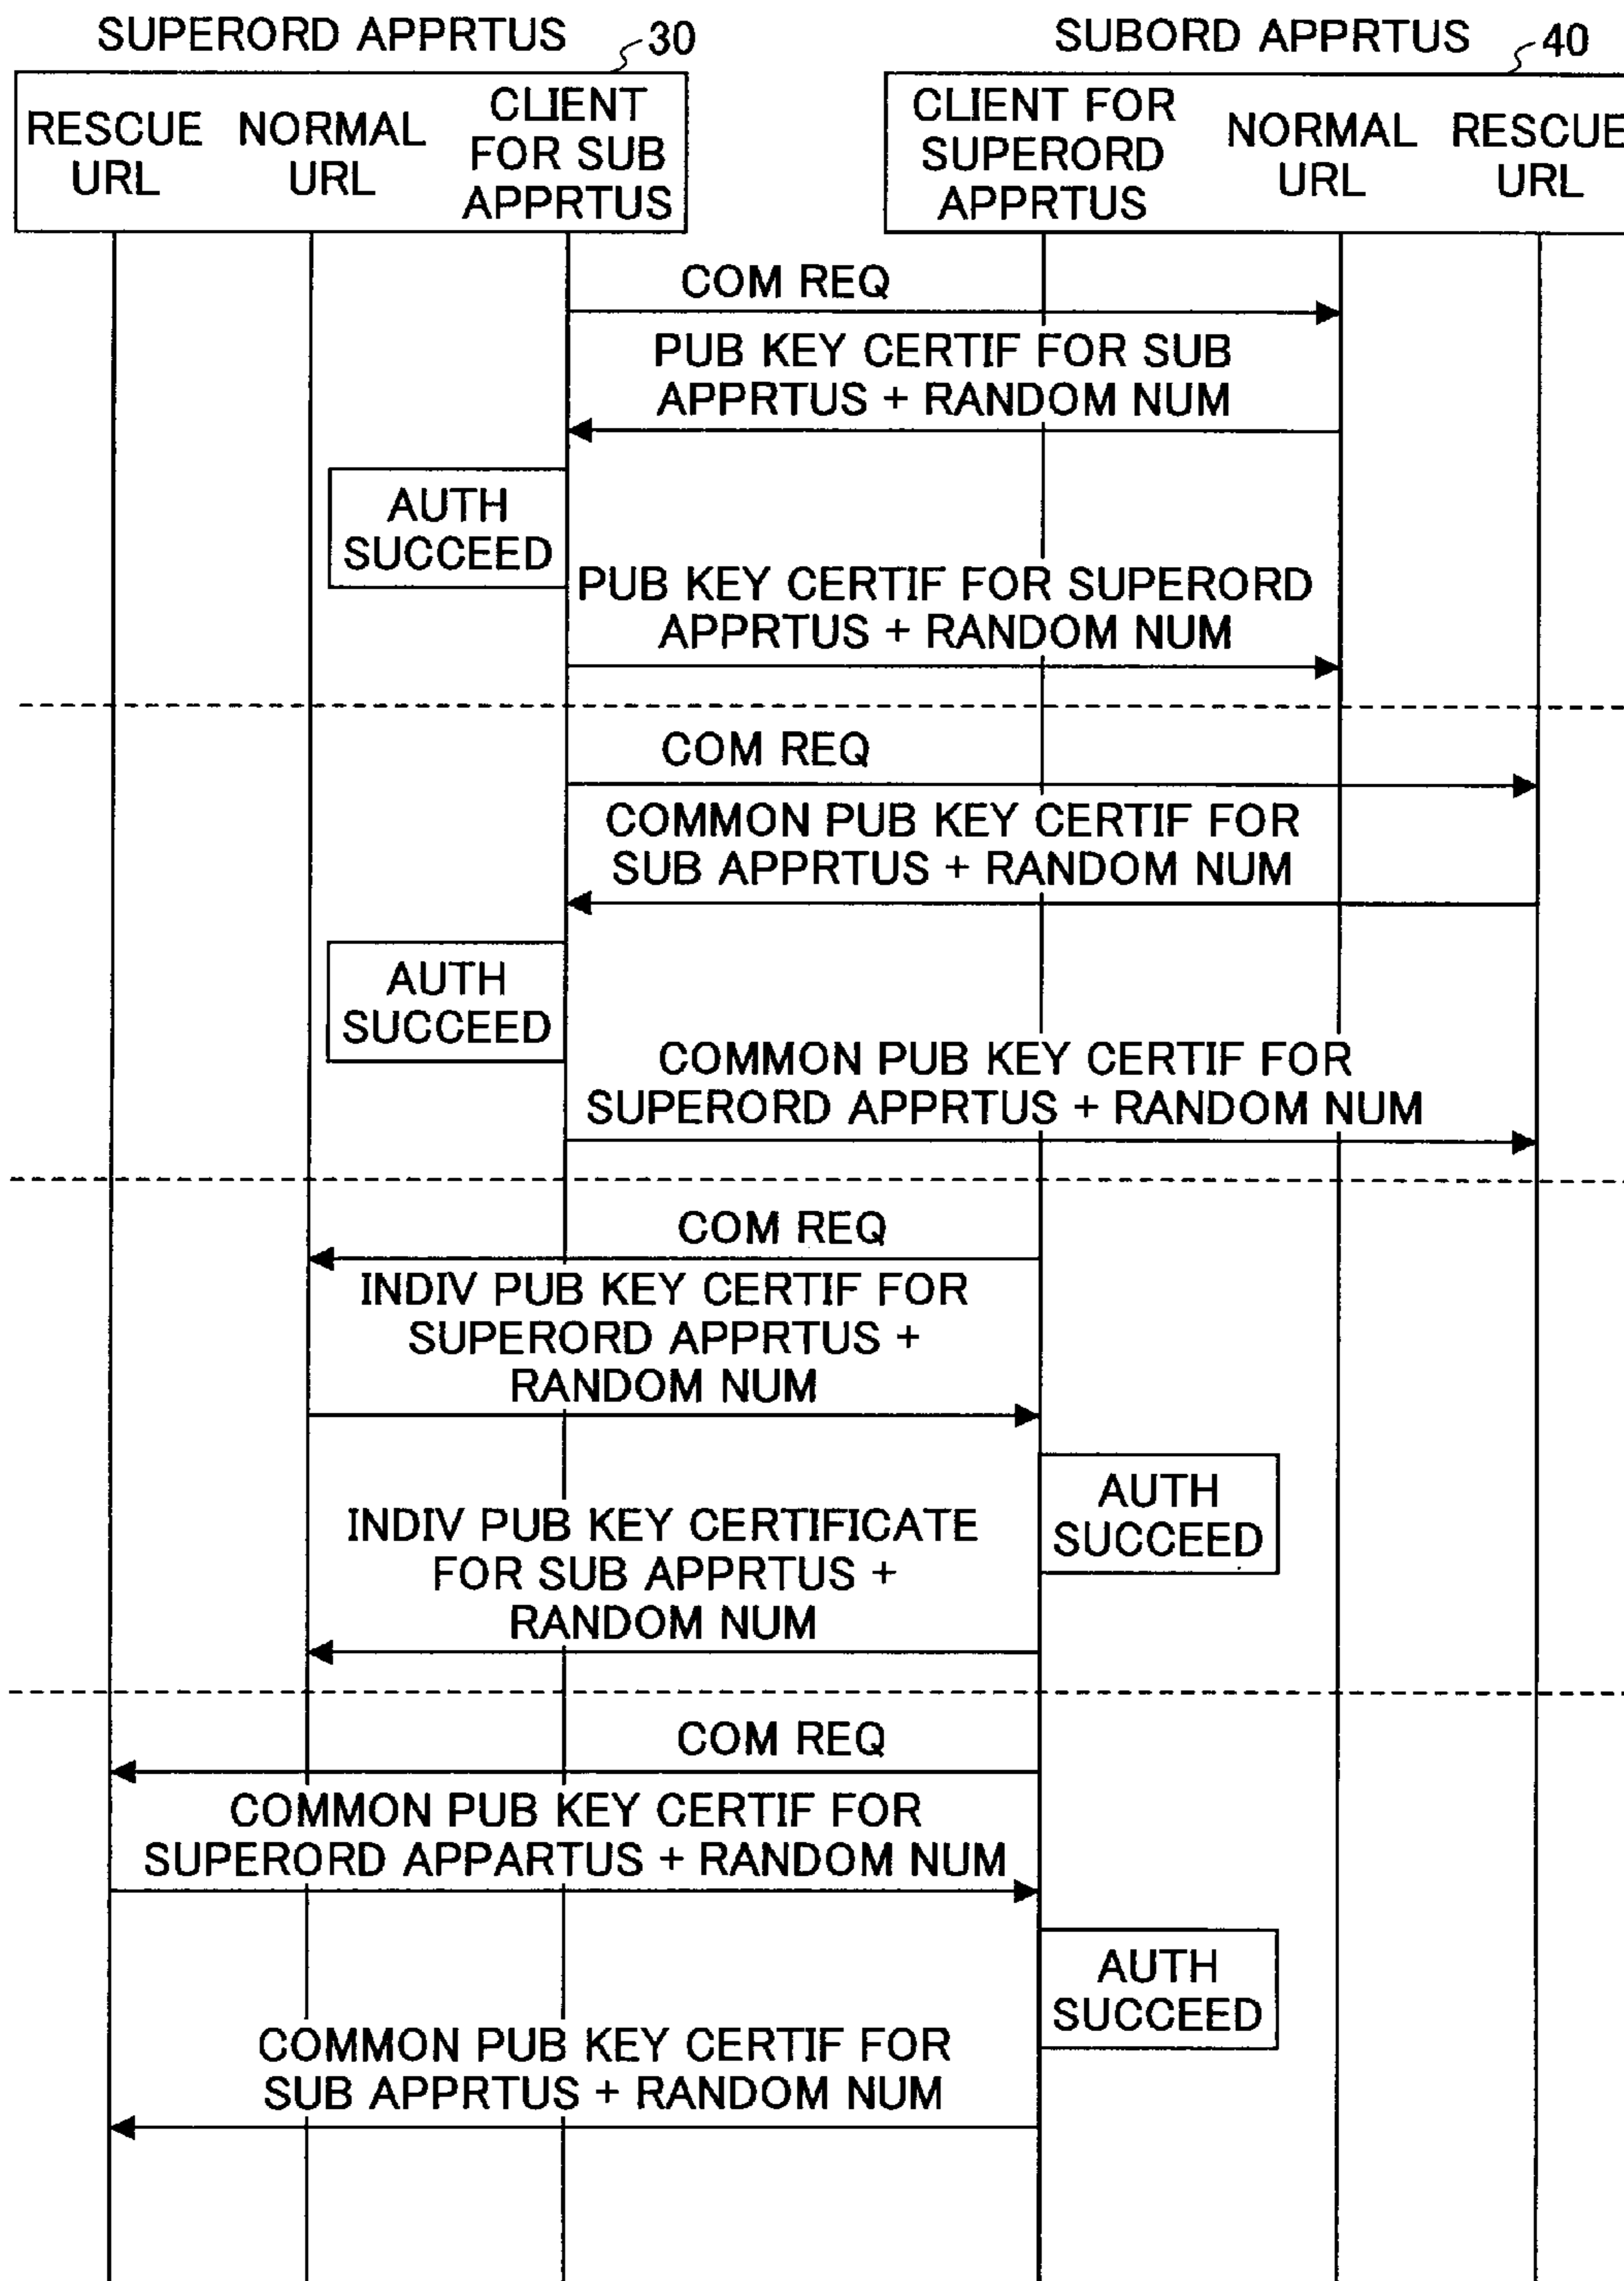 SUPERORD APPRTUS 30
SUBORD APPRTUS 40
RESCUE
URL
NORMAL
URL
CLIENT
FOR SUB
APPRTUS
CLIENT FOR
SUPERORD
APPRTUS
NORMAL
URL
RESCUE
URL
COM REQ
PUB KEY CERTIF FOR SUB
APPRTUS + RANDOM NUM
AUTH
SUCCEED
PUB KEY CERTIF FOR SUPERORD
APPRTUS + RANDOM NUM
COM REQ
COMMON PUB KEY CERTIF FOR
SUB APPRTUS + RANDOM NUM
AUTH
SUCCEED
COMMON PUB KEY CERTIF FOR
SUPERORD APPRTUS + RANDOM NUM
COM REQ
INDIV PUB KEY CERTIF FOR
SUPERORD APPRTUS +
RANDOM NUM
AUTH
SUCCEED
INDIV PUB KEY CERTIFICATE
FOR SUB APPRTUS +
RANDOM NUM
COM REQ
COMMON PUB KEY CERTIF FOR
SUPERORD APPARTUS + RANDOM NUM
AUTH
SUCCEED
COMMON PUB KEY CERTIF FOR
SUB APPRTUS + RANDOM NUM